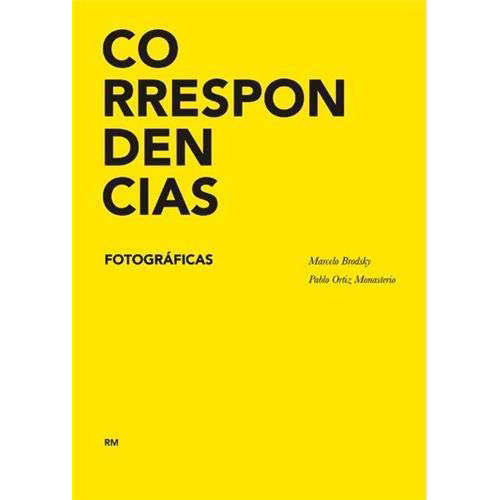 CO
RRESPON
DEN
CIAS
FOTOGRÁFICAS
Marcelo Brodsky
Pablo Ortiz Monasterio
RM